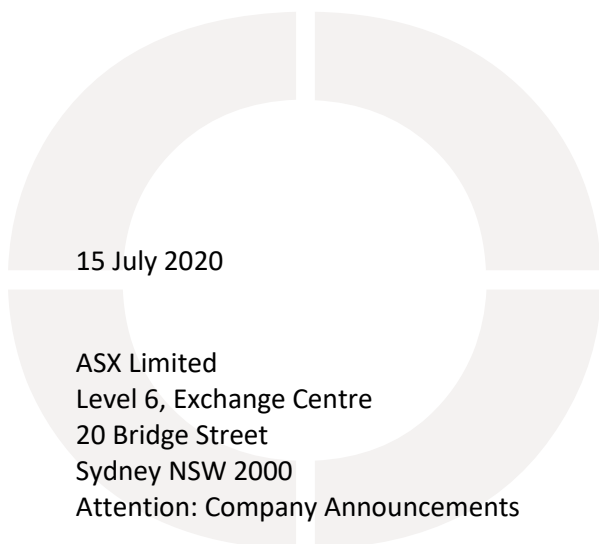 15 July 2020
ASX Limited
Level 6, Exchange Centre
20 Bridge Street
Sydney NSW 2000
Attention: Company Announcements